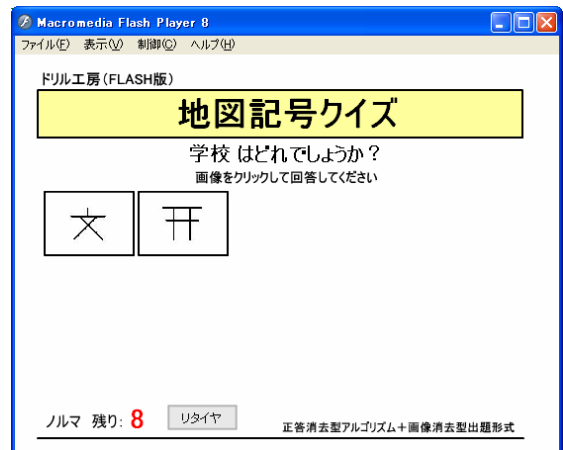 Macromedia Flash Player 8
ファイル(F) 表示(V) 制御(C) ヘルプ(H)
ドリル工房(FLASH版)
地図記号クイズ
学校 はどれでしょうか？
画像をクリックして回答してください
ノルマ 残り: 8 リタイヤ
正答消去型アルゴリズム＋画像消去型出題形式